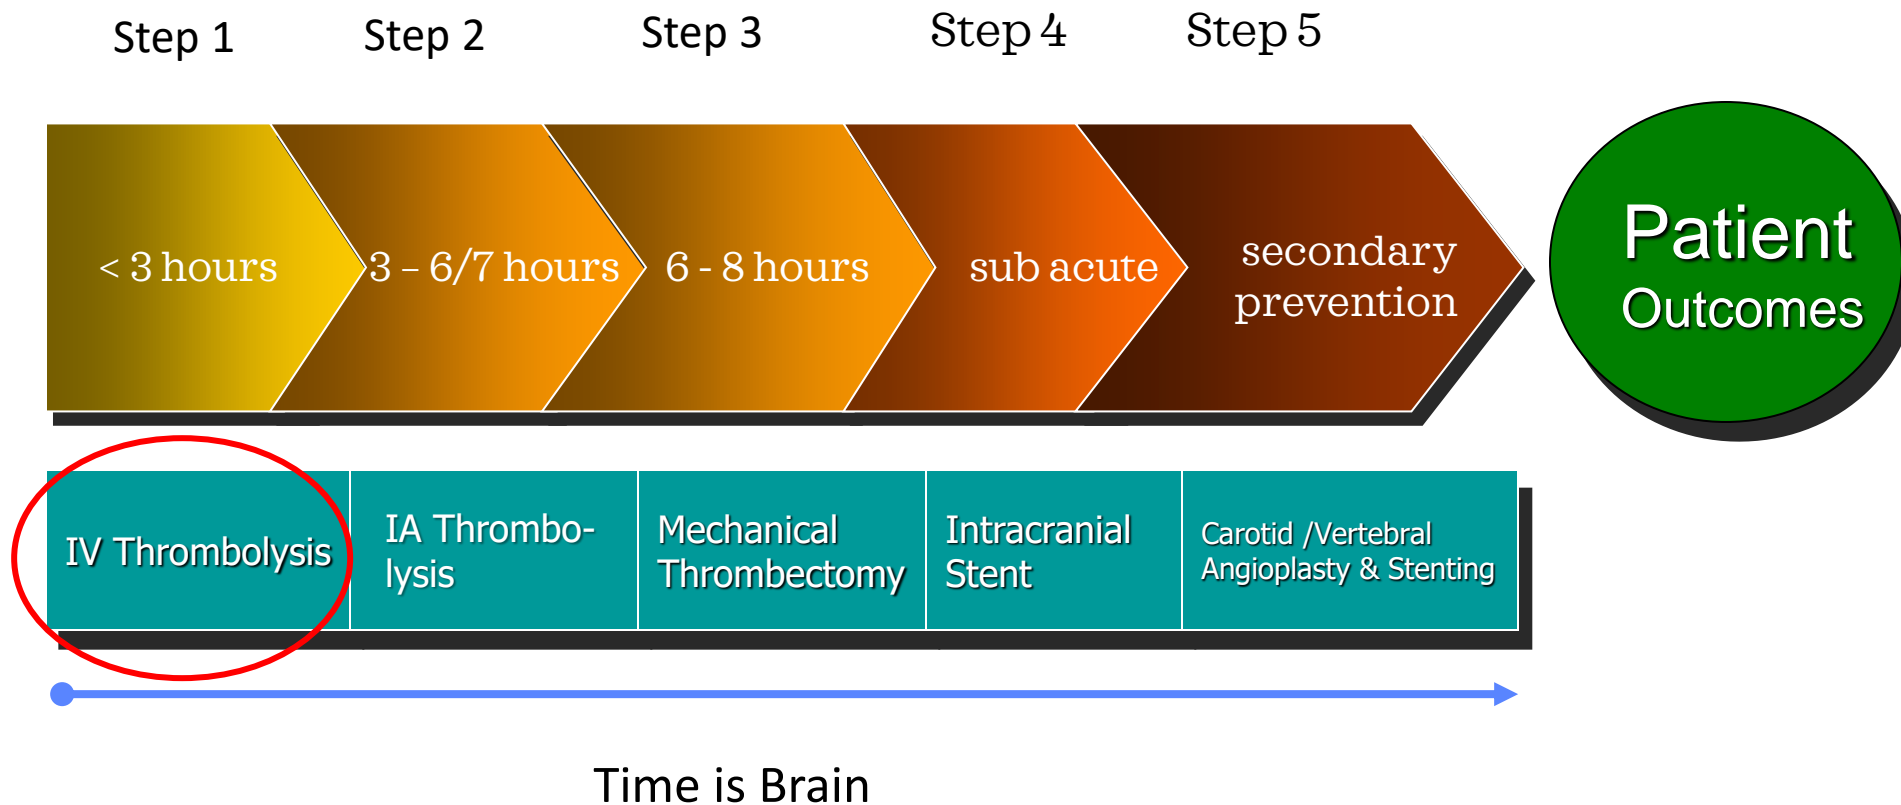 Step 1
Step 2
Step 3
Step 4
Step 5
< 3 hours
3 – 6/7 hours
6 - 8 hours
sub acute
secondary
prevention
Patient
Outcomes
IV Thrombolysis
IA Thrombo-
lysis
Mechanical
Thrombectomy
Intracranial
Stent
Carotid /Vertebral
Angioplasty & Stenting
Time is Brain